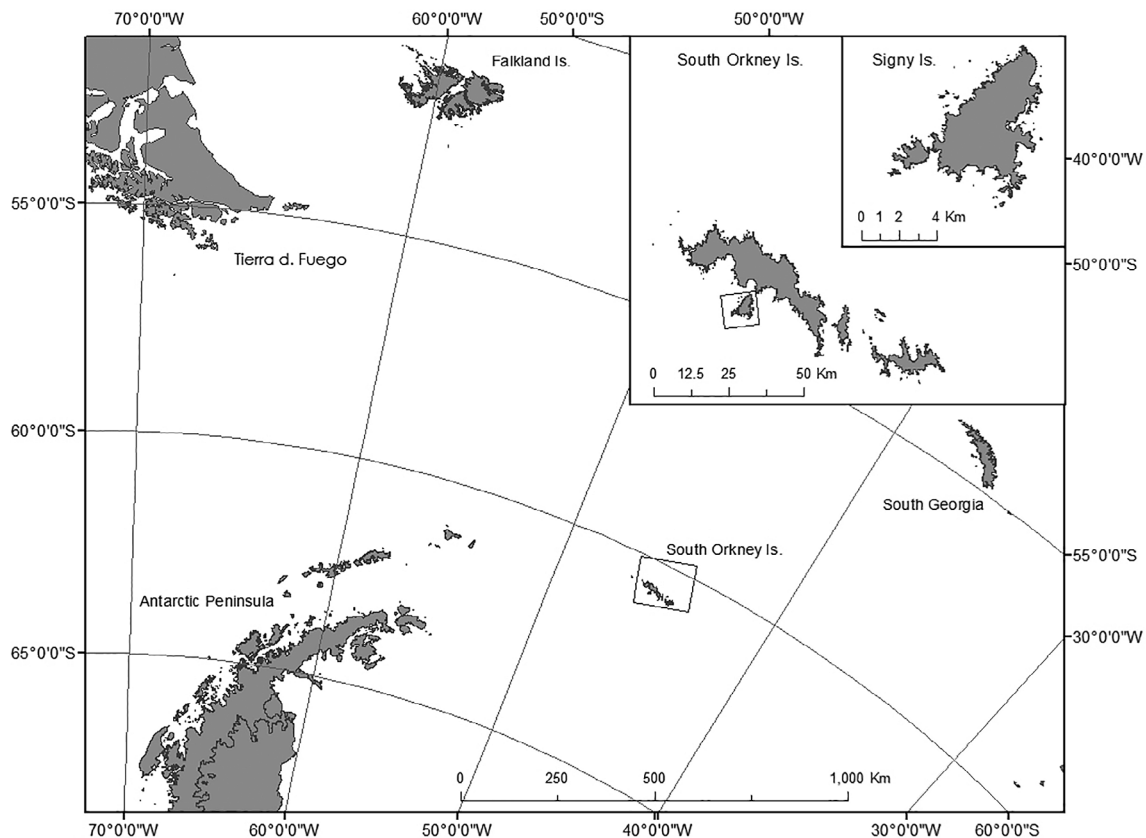 70°0'0"W 60°0'0"W 50°0'0"S 50°0'0"W
Falkland Is.
South Orkney Is.
Signy Is.
40°0'0"W
55°0'0"S
0 1 2 4 Km
Tierra d. Fuego
50°0'0"S
0 12.5 25 50 Km
60°0'0"S
South Georgia
South Orkney Is.
55°0'0"S
Antarctic Peninsula
30°0'0"W
65°0'0"S
0 250 500 1,000 Km
70°0'0"W 60°0'0"W 50°0'0"W 40°0'0"W 30°0'0"W 60°0'0"S